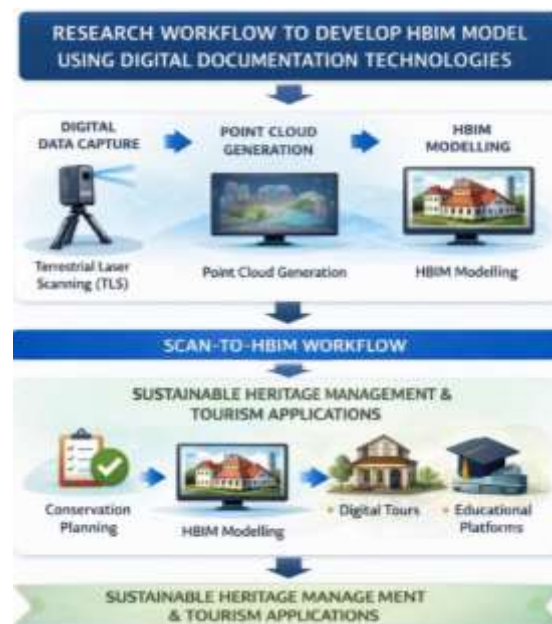 RESEARCH WORKFLOW TO DEVELOP HBIM MODEL
USING DIGITAL DOCUMENTATION TECHNOLOGIES
DIGITAL
DATA CAPTURE
POINT CLOUD
GENERATION
HBIM
MODELLING
Terrestrial Laser
Scanning (TLS)
Point Cloud Generation
HBIM Modelling
SCAN-TO-HBIM WORKFLOW
SUSTAINABLE HERITAGE MANAGEMENT &
TOURISM APPLICATIONS
Conservation
Planning
HBIM Modelling
• Digital Tours
• Educational
Platforms
SUSTAINABLE HERITAGE MANAGE MENT
& TOURISM APPLICATIONS